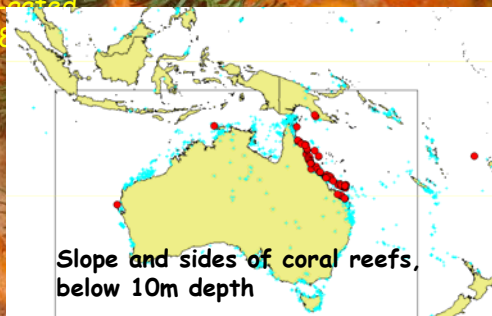 Slope and sides of coral reefs,
below 10m depth